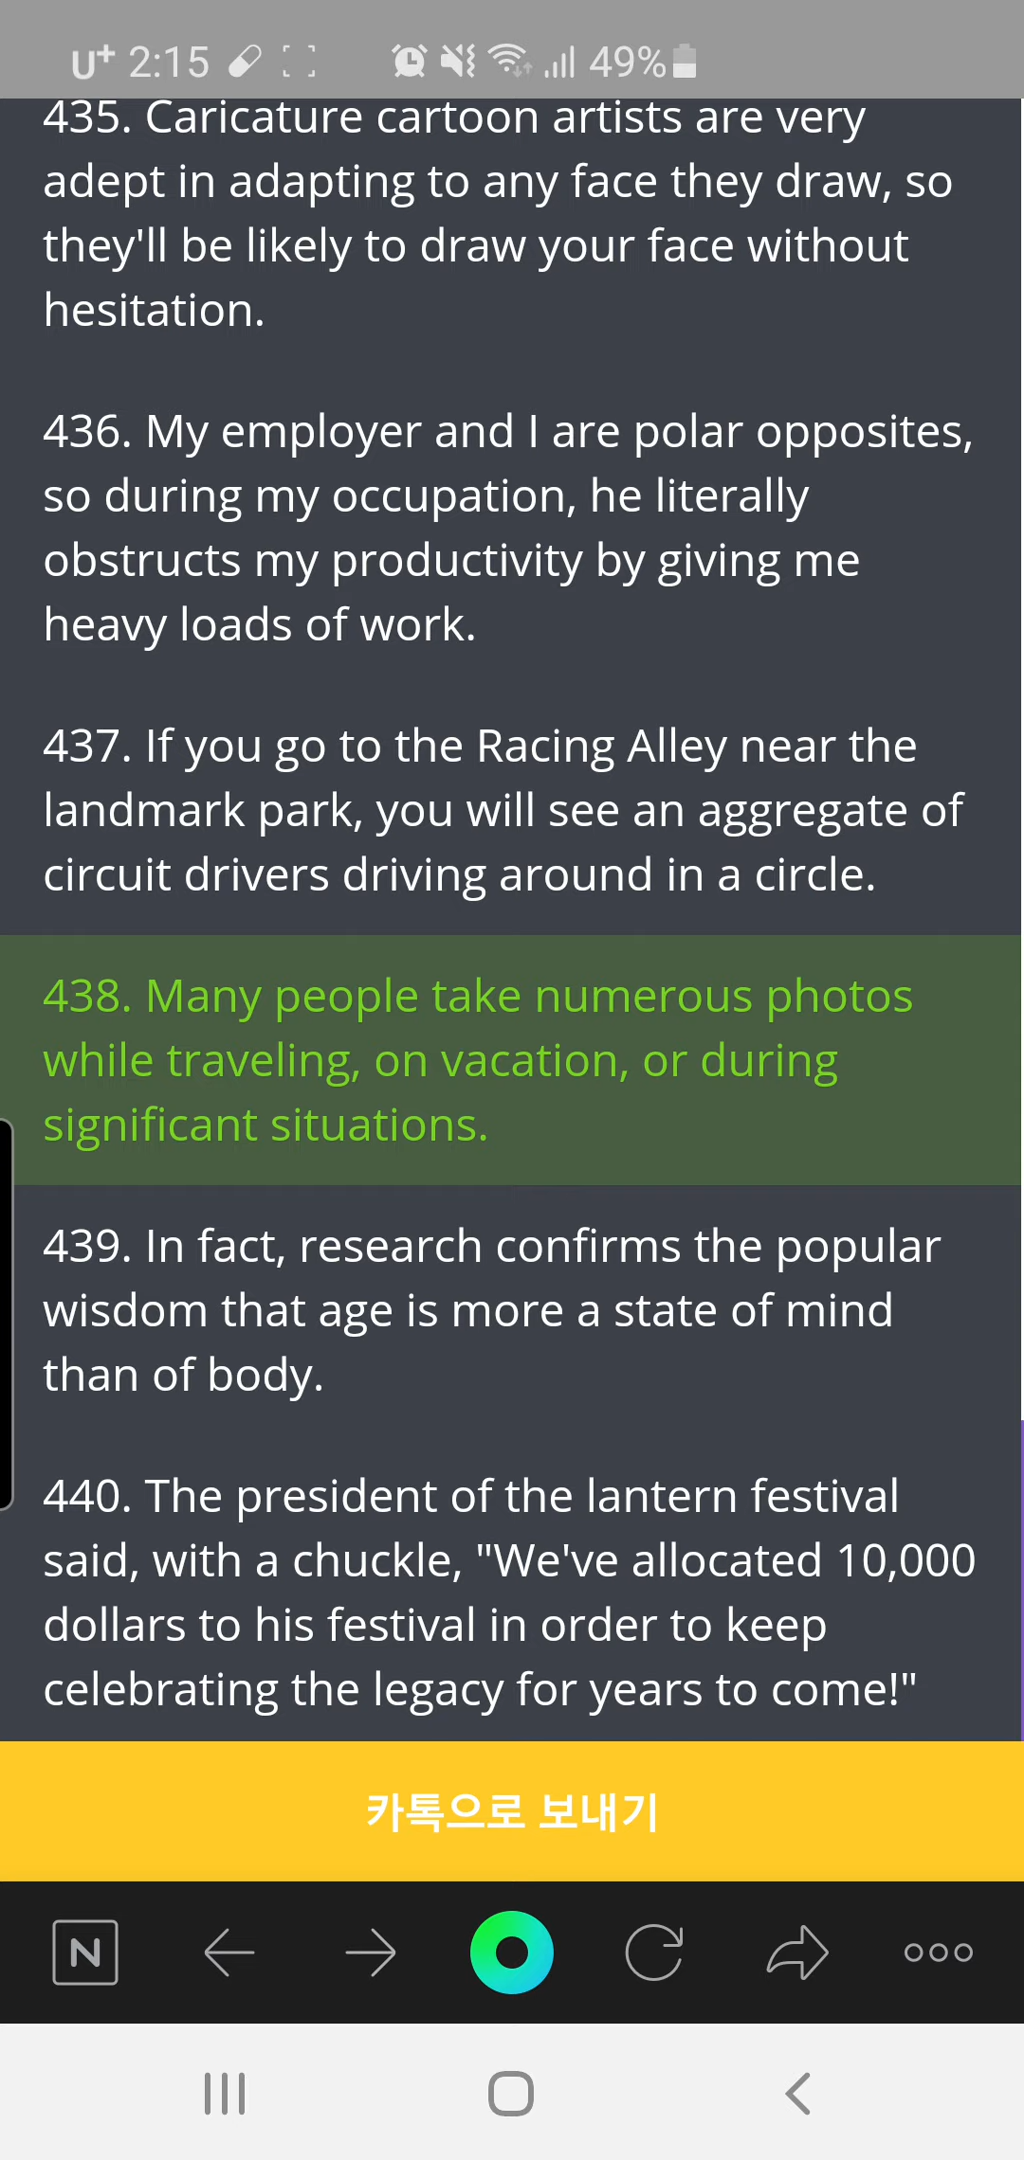 U+ 2:15 49%
435. Caricature cartoon artists are very
adept in adapting to any face they draw, so
they'll be likely to draw your face without
hesitation.
436. My employer and I are polar opposites,
so during my occupation, he literally
obstructs my productivity by giving me
heavy loads of work.
437. If you go to the Racing Alley near the
landmark park, you will see an aggregate of
circuit drivers driving around in a circle.
438. Many people take numerous photos
while traveling, on vacation, or during
significant situations.
439. In fact, research confirms the popular
wisdom that age is more a state of mind
than of body.
440. The president of the lantern festival
said, with a chuckle, "We've allocated 10,000
dollars to his festival in order to keep
celebrating the legacy for years to come!"
카톡으로 보내기
N